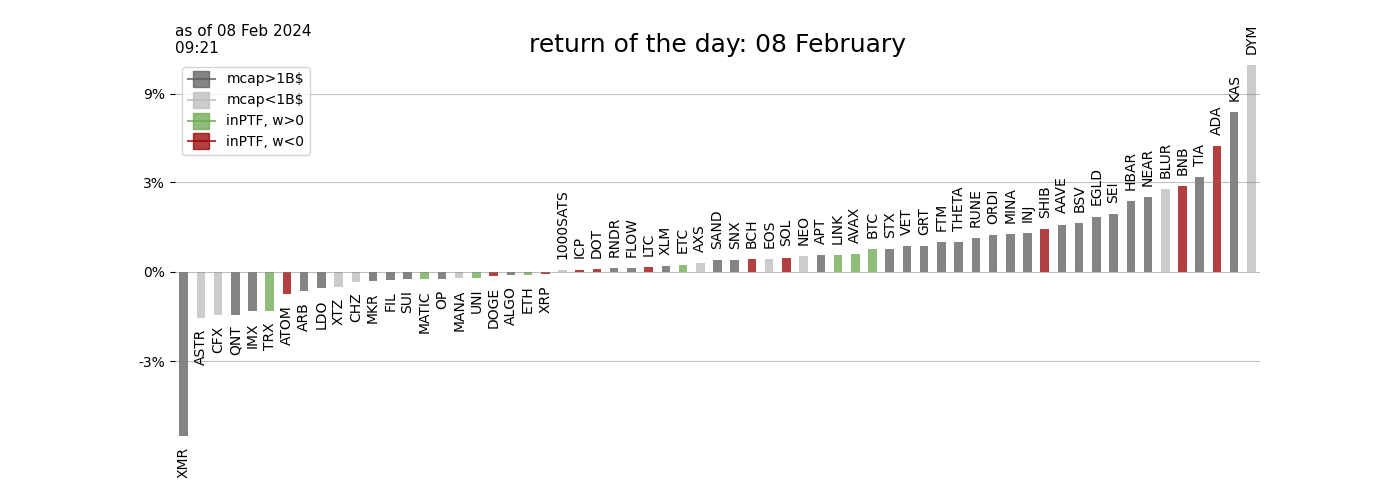 as of 08 Feb 2024
09:21
return of the day: 08 February
mcap>1B$
mcap<1B$
inPTF, w>0
inPTF, w<0
9%
3%
0%
-3%
XMR
ASTR
CFX
QNT
IMX
TRX
ATOM
ARB
LDO
XTZ
CHZ
MKR
FIL
SUI
MATIC
OP
MANA
UNI
DOGE
ALGO
ETH
XRP
1000SATS
ICP
DOT
RNDR
FLOW
LTC
XLM
ETC
AXS
SAND
SNX
BCH
EOS
SOL
NEO
APT
LINK
AVAX
BTC
STX
VET
GRT
FTM
THETA
RUNE
ORDI
MINA
INJ
SHIB
AAVE
BSV
EGLD
SEI
HBAR
NEAR
BLUR
BNB
TIA
ADA
KAS
DYM